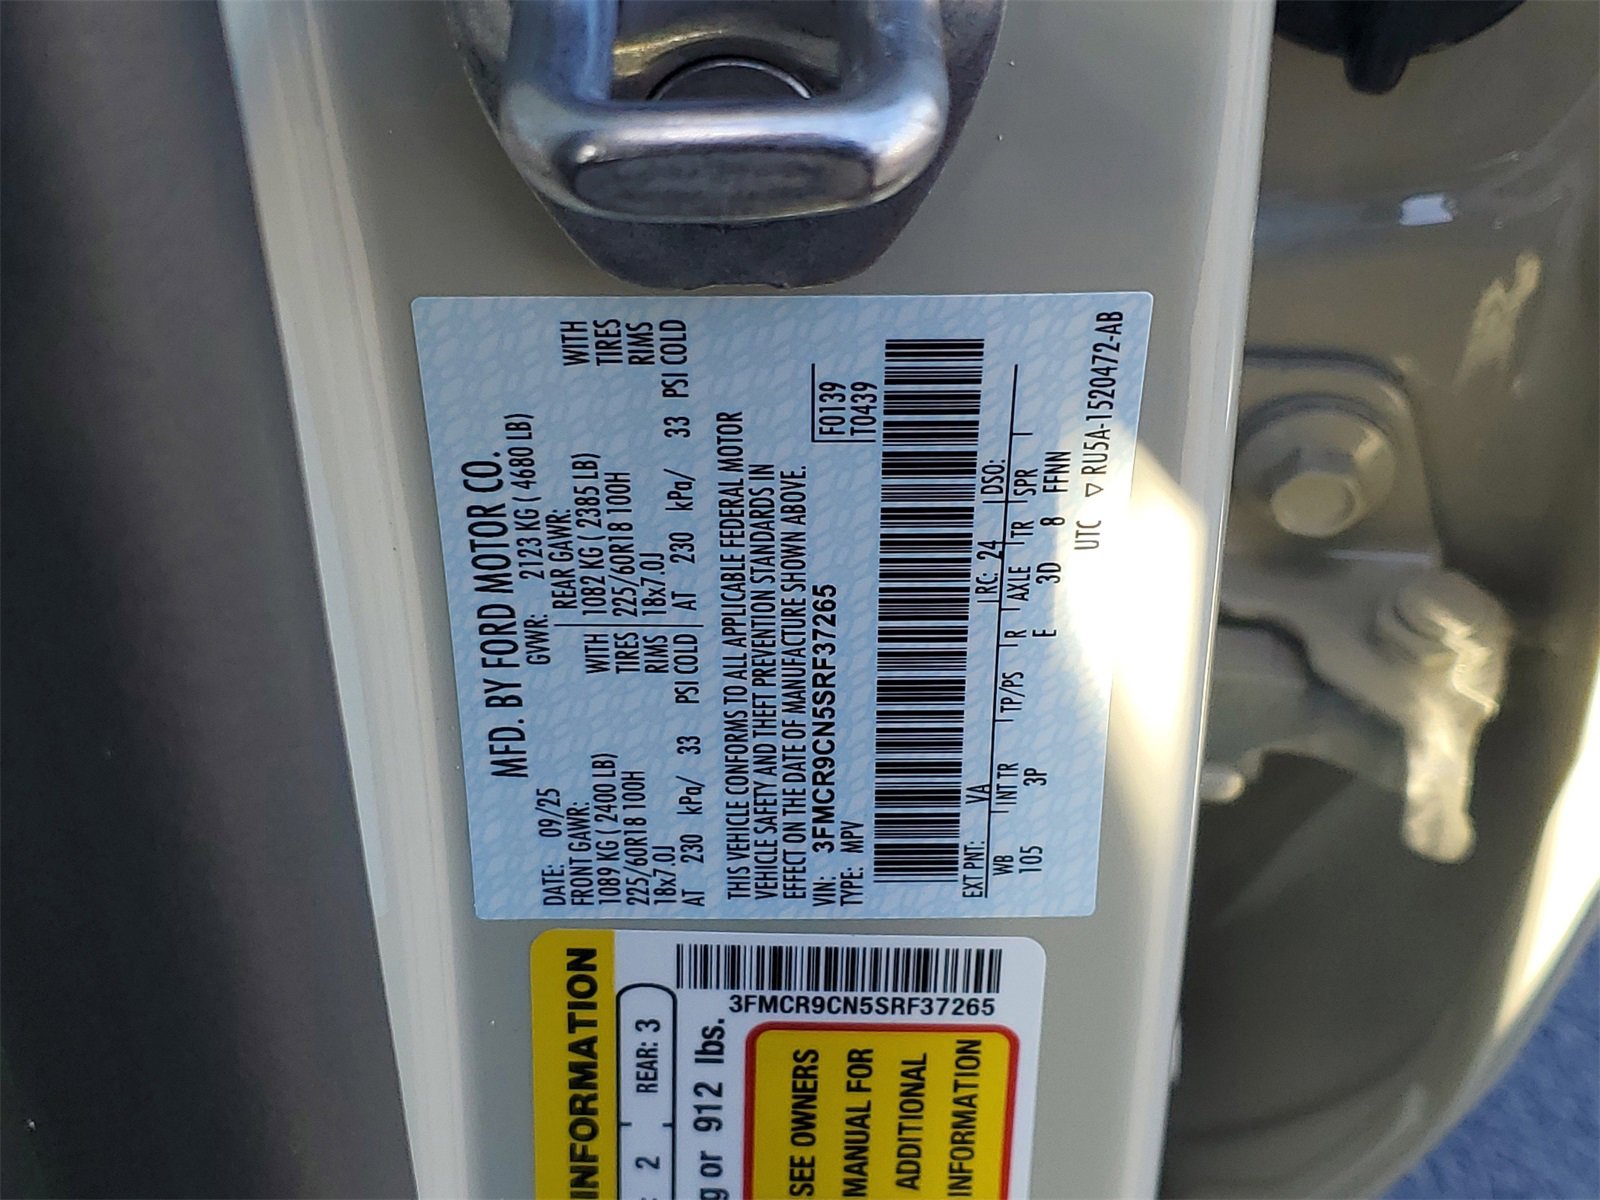 MFD. BY FORD MOTOR CO.
DATE: 09/25 GVWR: 2123 KG ( 4680 LB)
FRONT GAWR: REAR GAWR:
1089 KG ( 2400 LB) WITH 1082 KG ( 2385 LB) WITH
225/60R18 100H TIRES 225/60R18 100H TIRES
18x7.0J RIMS 18x7.0J RIMS
AT 230 kPa/ 33 PSI COLD AT 230 kPa/ 33 PSI COLD
THIS VEHICLE CONFORMS TO ALL APPLICABLE FEDERAL MOTOR
VEHICLE SAFETY AND THEFT PREVENTION STANDARDS IN
EFFECT ON THE DATE OF MANUFACTURE SHOWN ABOVE.
VIN: 3FMCR9CN5SRF37265 F0139
TYPE: MPV T0439
EXT PNT: VA RC: 24 DSO:
WB INT TR TP/PS R AXLE TR SPR
105 3P E 3D 8 FFNN
UTC ▽ RU5A-1520472-AB
INFORMATION
2 REAR: 3
g or 912 lbs.
3FMCR9CN5SRF37265
SEE OWNERS
MANUAL FOR
ADDITIONAL
INFORMATION